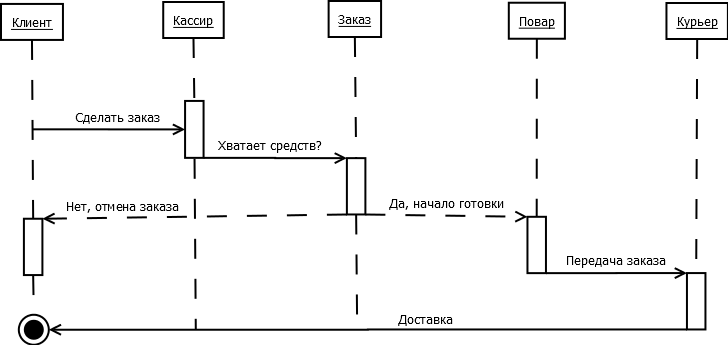 Клиент
Кассир
Заказ
Повар
Курьер
Сделать заказ
Хватает средств?
Нет, отмена заказа
Да, начало готовки
Передача заказа
Доставка